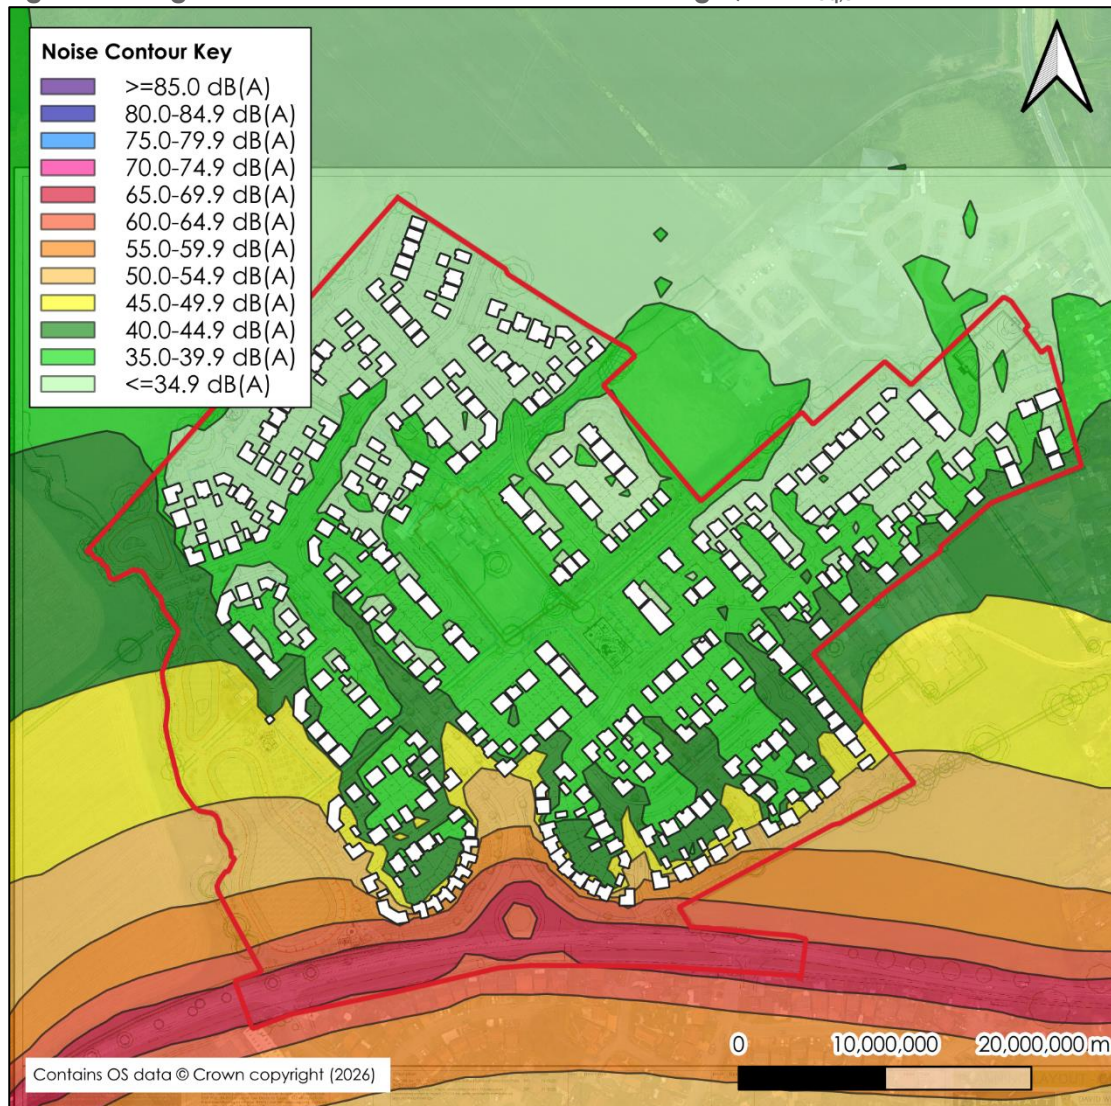 Noise Contour Key
>=85.0 dB(A)
80.0-84.9 dB(A)
75.0-79.9 dB(A)
70.0-74.9 dB(A)
65.0-69.9 dB(A)
60.0-64.9 dB(A)
55.0-59.9 dB(A)
50.0-54.9 dB(A)
45.0-49.9 dB(A)
40.0-44.9 dB(A)
35.0-39.9 dB(A)
<=34.9 dB(A)
0 10,000,000 20,000,000 m
Contains OS data © Crown copyright (2026)